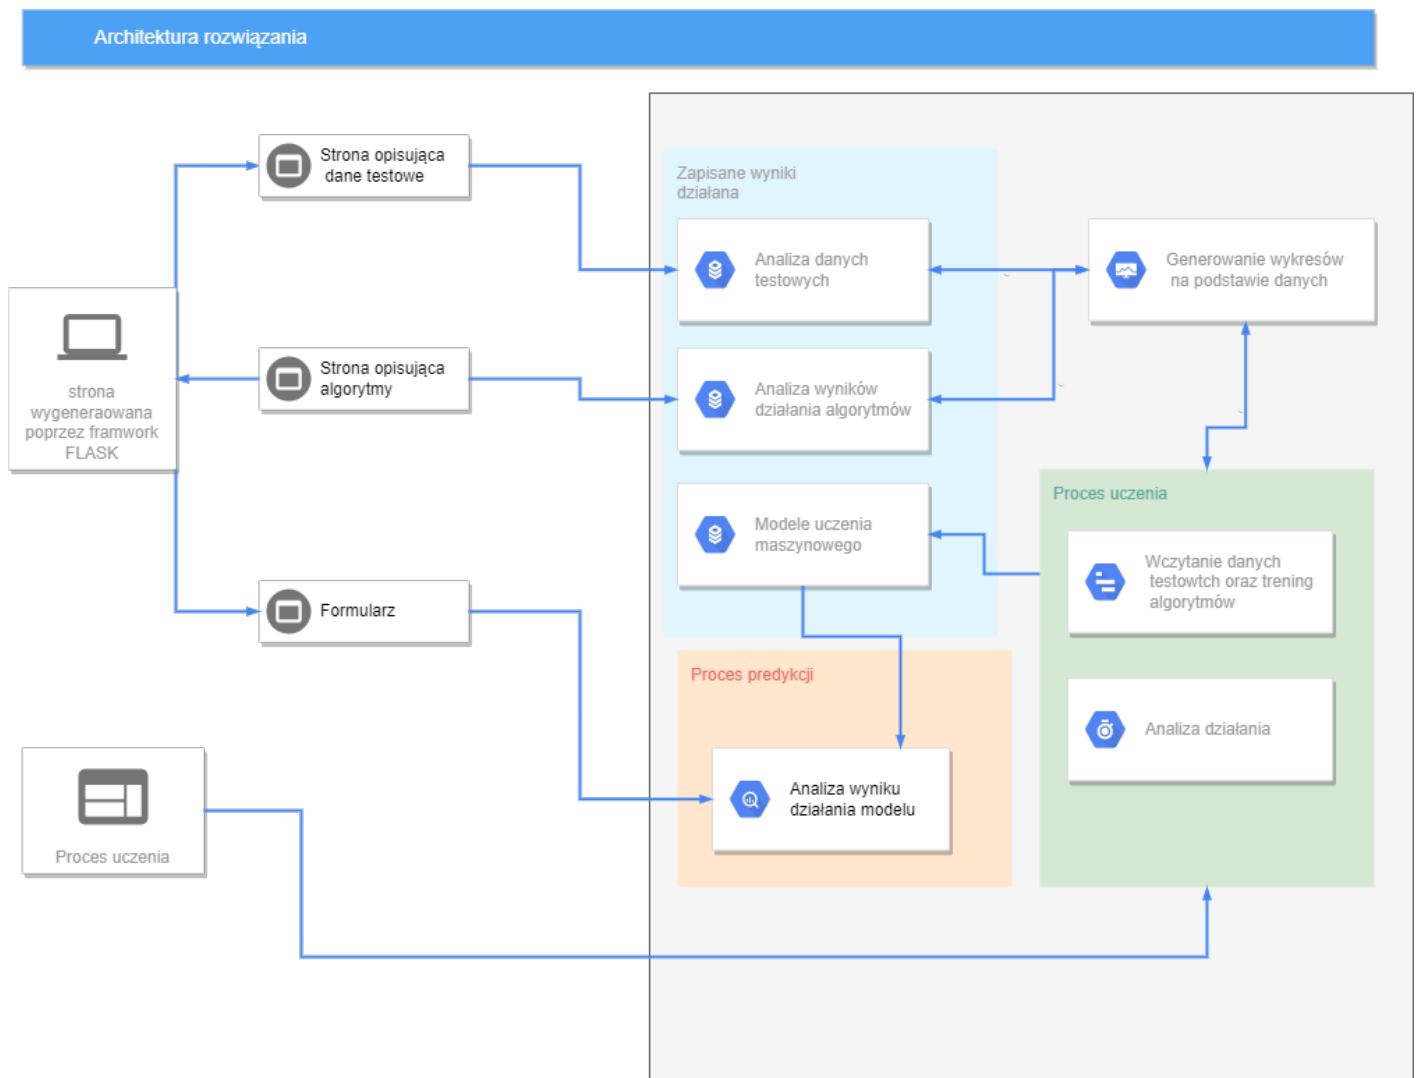 Architektura rozwiązania
Strona opisująca
dane testowe
Zapisane wyniki
działana
Analiza danych
testowych
Generowanie wykresów
na podstawie danych
strona
wygeneraowana
poprzez framwork
FLASK
Strona opisująca
algorytmy
Analiza wyników
działania algorytmów
Modele uczenia
maszynowego
Proces uczenia
Wczytanie danych
testowtch oraz trening
algorytmów
Formularz
Proces predykcji
Analiza działania
Analiza wyniku
działania modelu
Proces uczenia